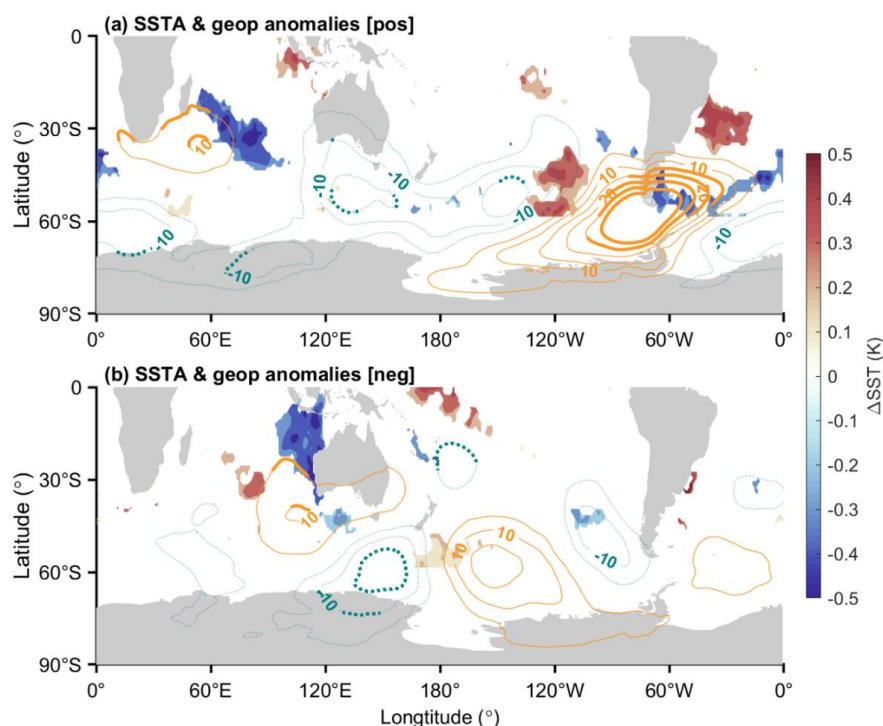 (a) SSTA & geop anomalies [pos]
0
30°S
60°S
90°S
Latitude (°)
10
-10
-10
-10
-10
-10
10
10
20
10
-10
0°
60°E
120°E
180°
120°W
60°W
0°
(b) SSTA & geop anomalies [neg]
0
30°S
60°S
90°S
Latitude (°)
10
-10
10
10
-10
0°
60°E
120°E
180°
120°W
60°W
0°
Longtitude (°)
0.5
0.4
0.3
0.2
0.1
0
-0.1
-0.2
-0.3
-0.4
-0.5
ΔSST (K)